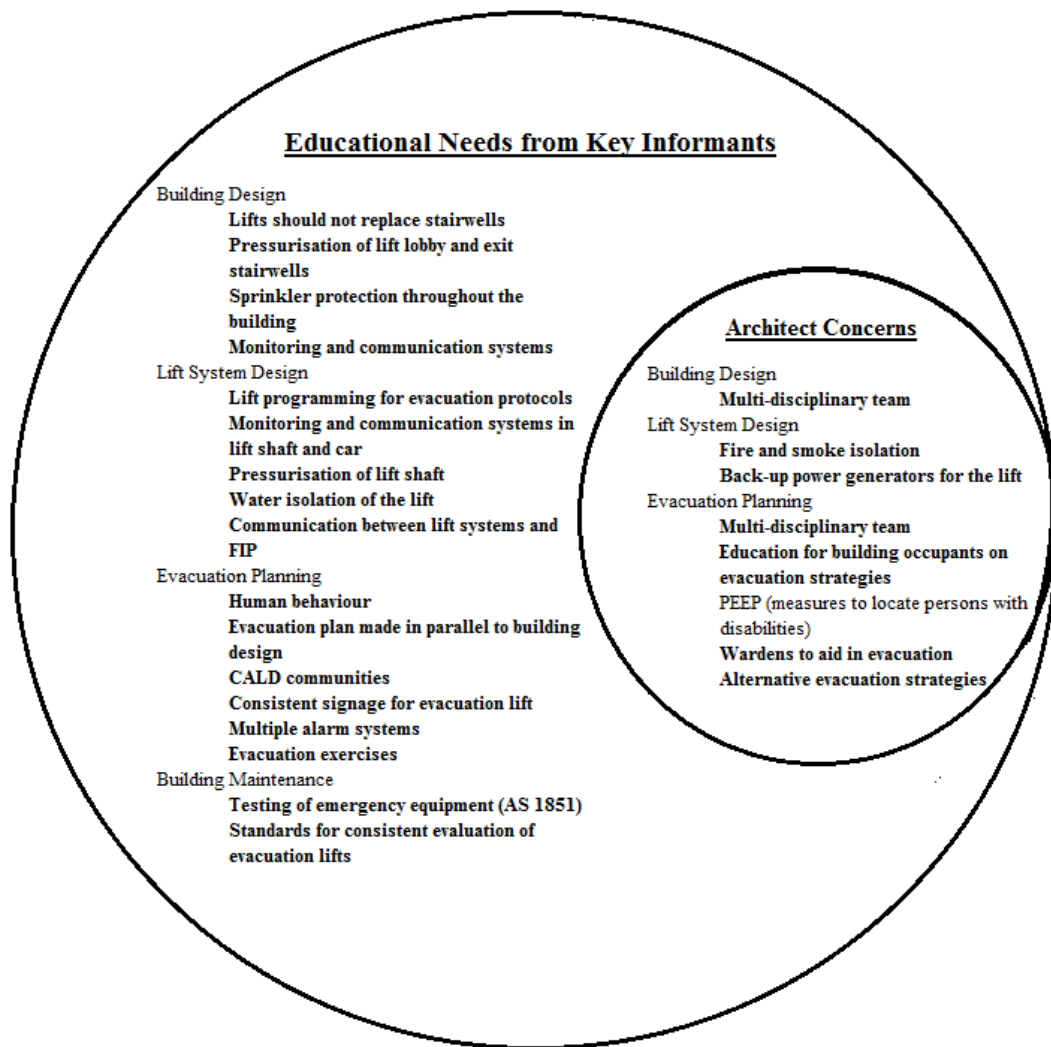 Educational Needs from Key Informants
Building Design
Lifts should not replace stairwells
Pressurisation of lift lobby and exit
stairwells
Sprinkler protection throughout the
building
Monitoring and communication systems
Lift System Design
Lift programming for evacuation protocols
Monitoring and communication systems in
lift shaft and car
Pressurisation of lift shaft
Water isolation of the lift
Communication between lift systems and
FIP
Evacuation Planning
Human behaviour
Evacuation plan made in parallel to building
design
CALD communities
Consistent signage for evacuation lift
Multiple alarm systems
Evacuation exercises
Building Maintenance
Testing of emergency equipment (AS 1851)
Standards for consistent evaluation of
evacuation lifts
Architect Concerns
Building Design
Multi-disciplinary team
Lift System Design
Fire and smoke isolation
Back-up power generators for the lift
Evacuation Planning
Multi-disciplinary team
Education for building occupants on
evacuation strategies
PEEP (measures to locate persons with
disabilities)
Wardens to aid in evacuation
Alternative evacuation strategies